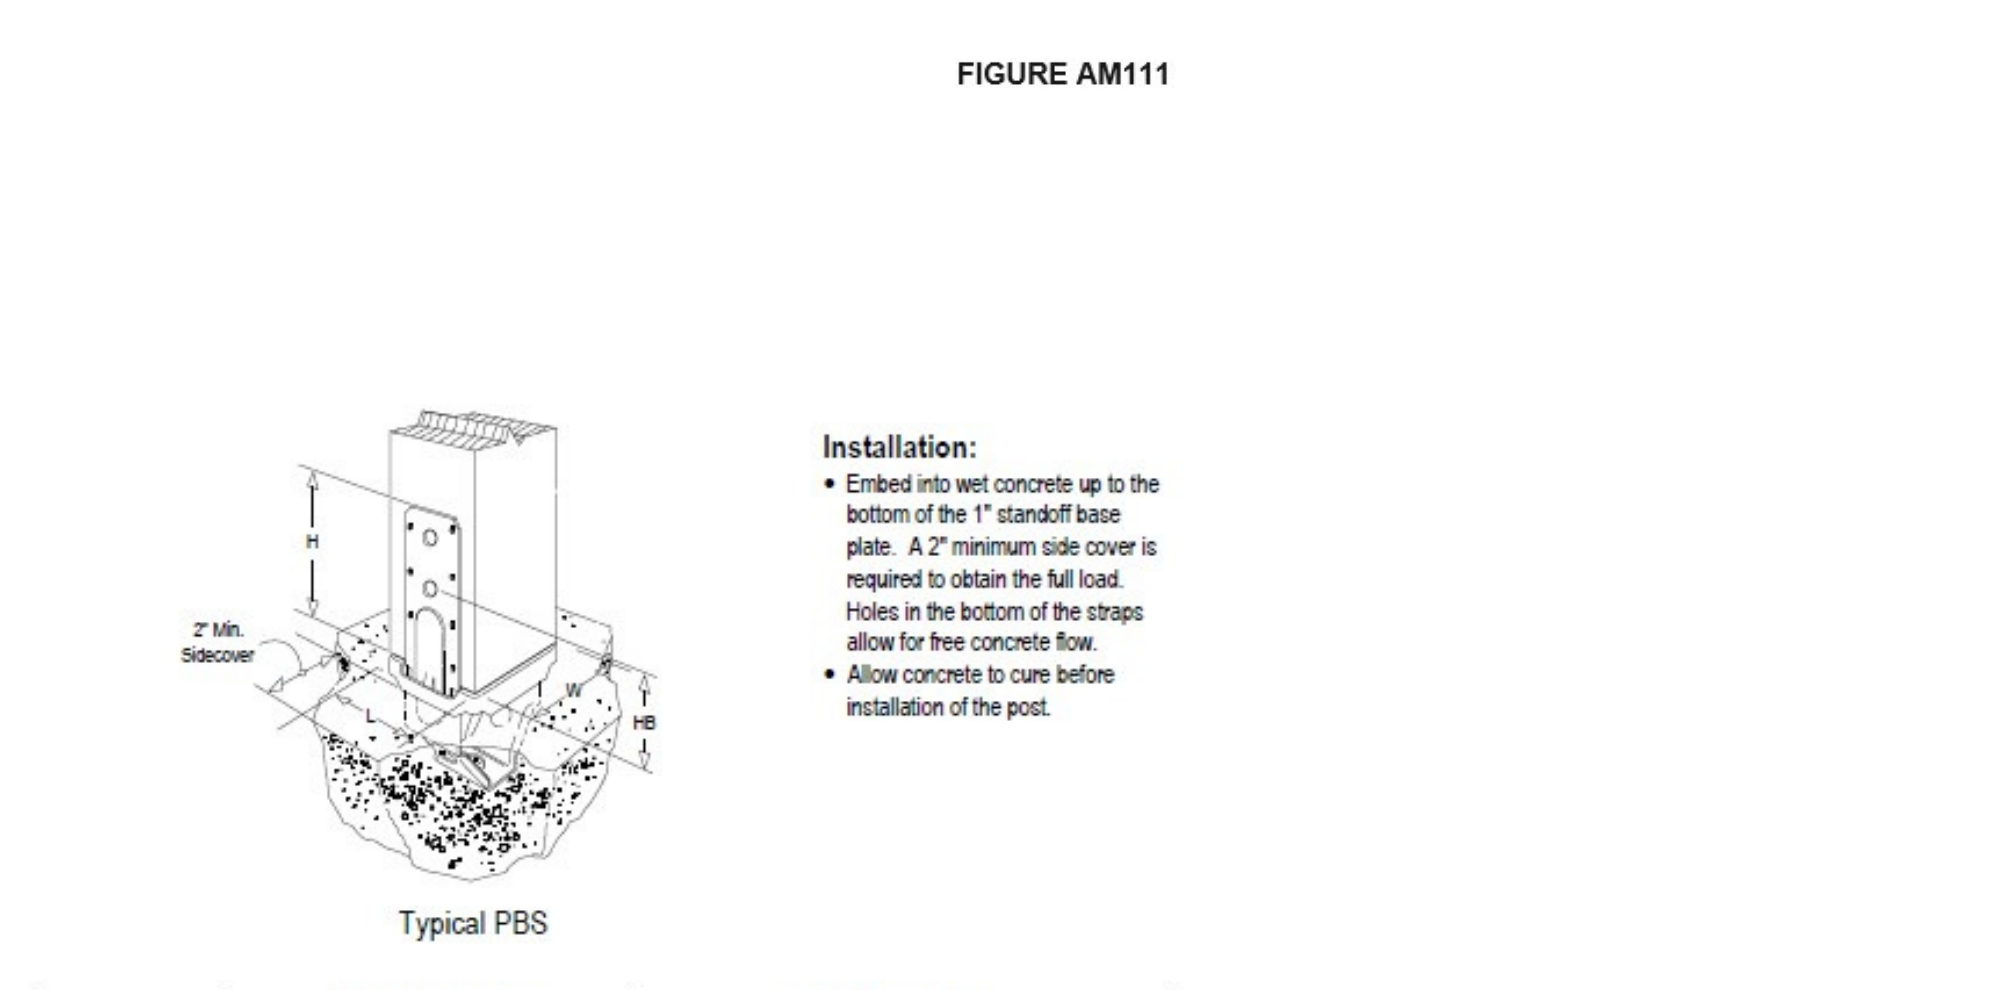 FIGURE AM111
H
2" Min.
Sidecover
L
W
HB
Typical PBS
Installation:
• Embed into wet concrete up to the
bottom of the 1" standoff base
plate. A 2" minimum side cover is
required to obtain the full load.
Holes in the bottom of the straps
allow for free concrete flow.
• Allow concrete to cure before
installation of the post.